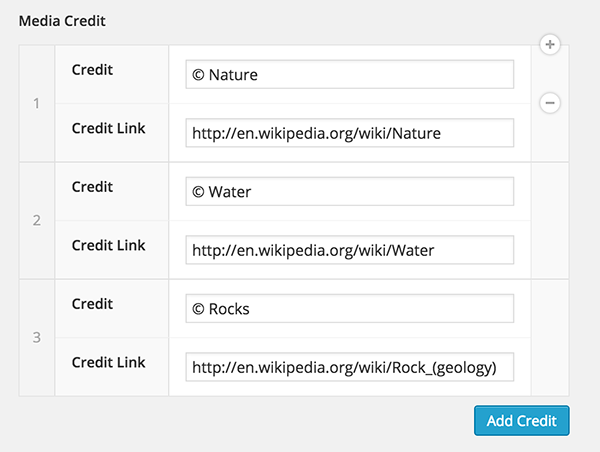 Media Credit
1
Credit
© Nature
Credit Link
http://en.wikipedia.org/wiki/Nature
2
Credit
© Water
Credit Link
http://en.wikipedia.org/wiki/Water
3
Credit
© Rocks
Credit Link
http://en.wikipedia.org/wiki/Rock_(geology)
Add Credit